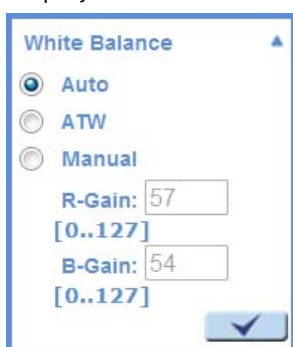 White Balance
Auto
ATW
Manual
R-Gain: 57
[0..127]
B-Gain: 54
[0..127]